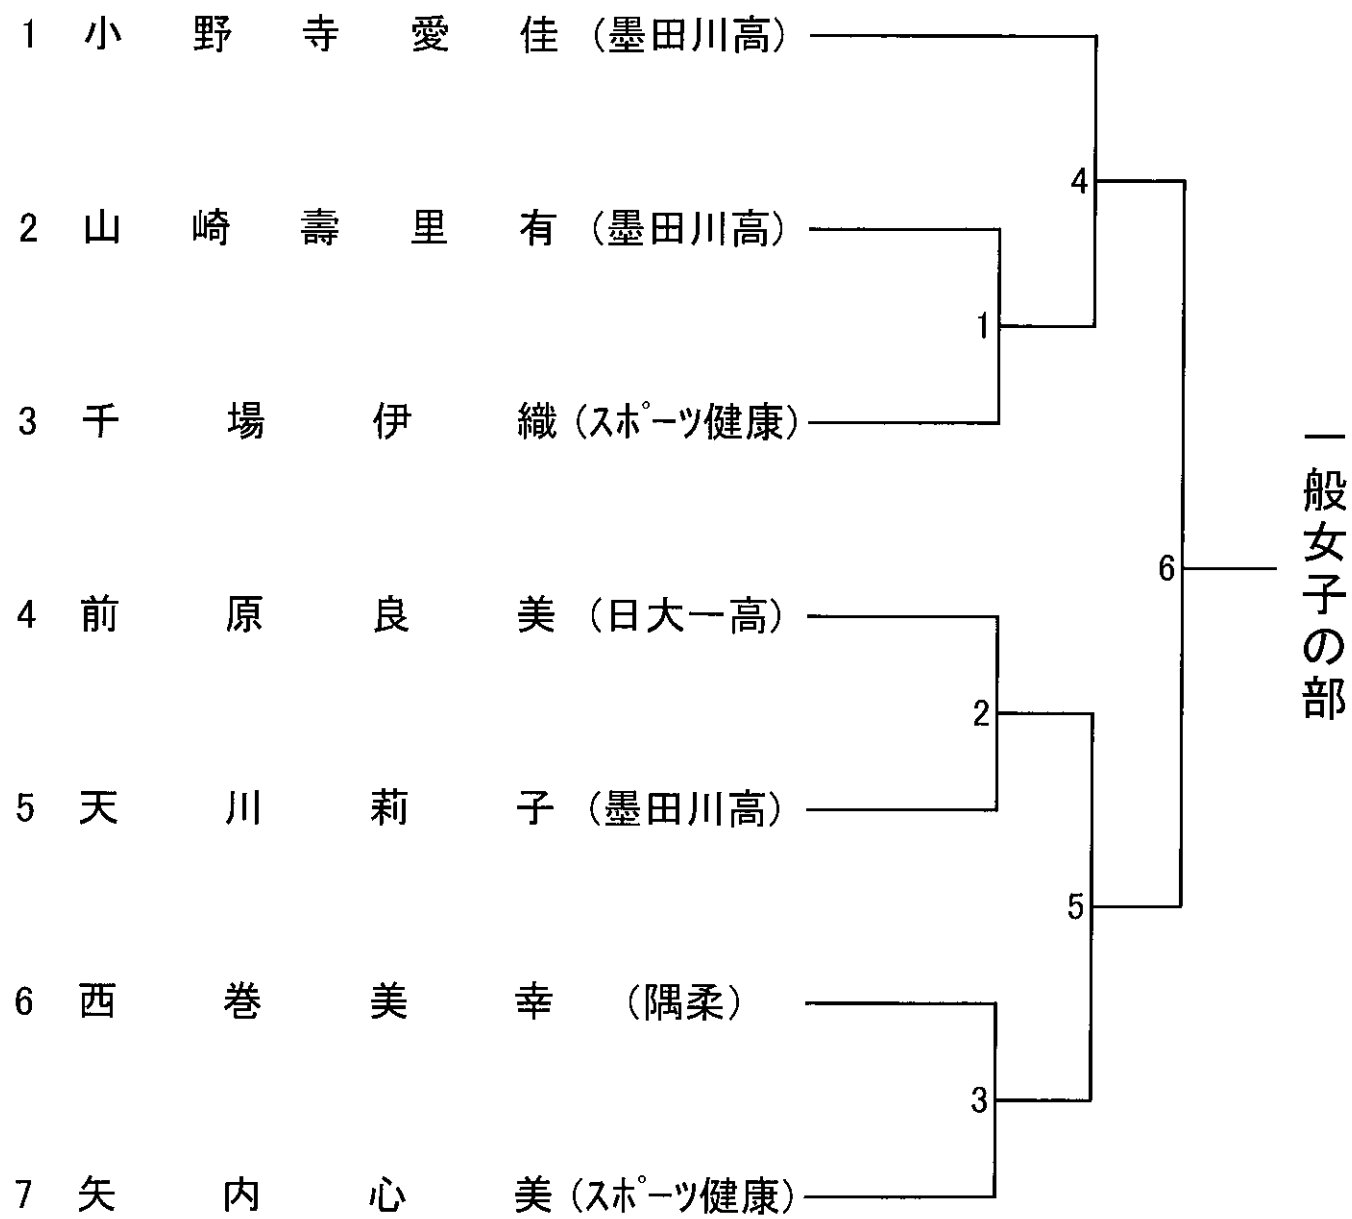 1 小野寺愛佳 (墨田川高)
4
2 山崎壽里有 (墨田川高)
1
3 千場伊織 (スポーツ健康)
一般女子の部
6
4 前原良美 (日大一高)
2
5 天川莉子 (墨田川高)
5
6 西巻美幸 (隅柔)
3
7 矢内心美 (スポーツ健康)